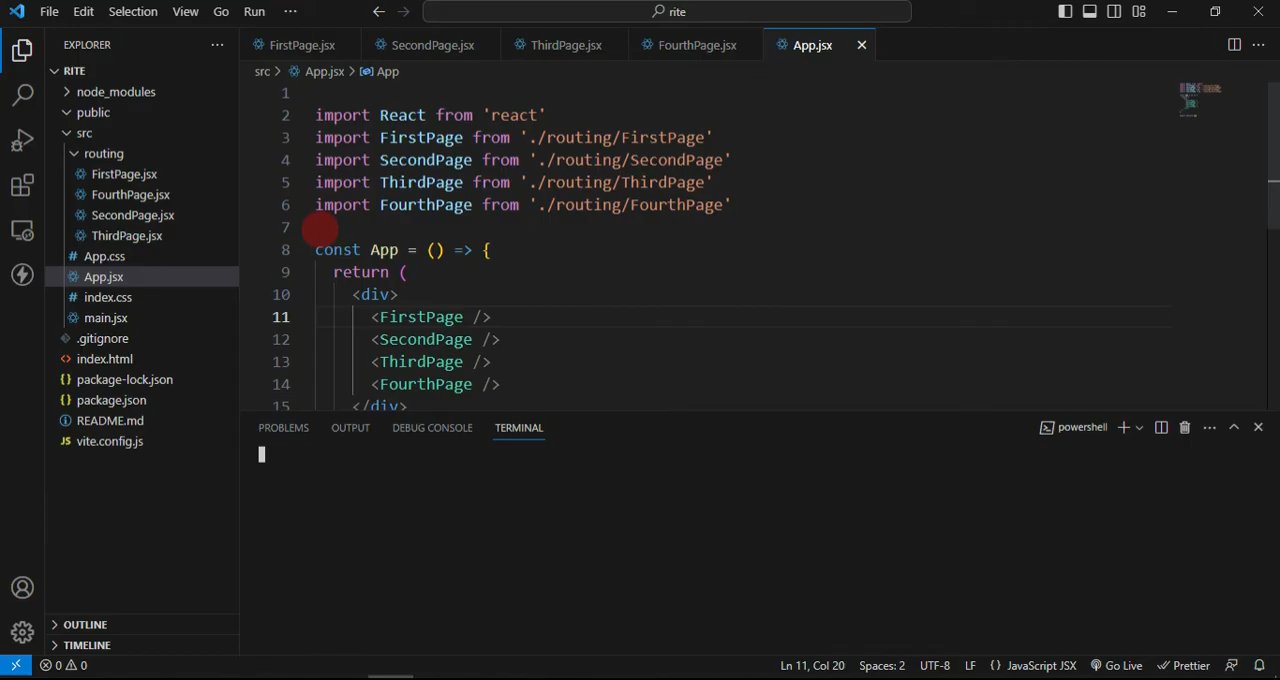 File Edit Selection View Go Run ··· rite
EXPLORER ···
RITE
node_modules
public
src
routing
FirstPage.jsx
FourthPage.jsx
SecondPage.jsx
ThirdPage.jsx
# App.css
App.jsx
# index.css
main.jsx
.gitignore
<> index.html
{} package-lock.json
{} package.json
README.md
JS vite.config.js
OUTLINE
TIMELINE
FirstPage.jsx SecondPage.jsx ThirdPage.jsx FourthPage.jsx App.jsx
src > App.jsx > App
1
2 import React from 'react'
3 import FirstPage from './routing/FirstPage'
4 import SecondPage from './routing/SecondPage'
5 import ThirdPage from './routing/ThirdPage'
6 import FourthPage from './routing/FourthPage'
7
8 const App = () => {
9 return (
10 <div>
11 <FirstPage />
12 <SecondPage />
13 <ThirdPage />
14 <FourthPage />
15 </div>
PROBLEMS OUTPUT DEBUG CONSOLE TERMINAL powershell
0 0 Ln 11, Col 20 Spaces: 2 UTF-8 LF {} JavaScript JSX Go Live Prettier